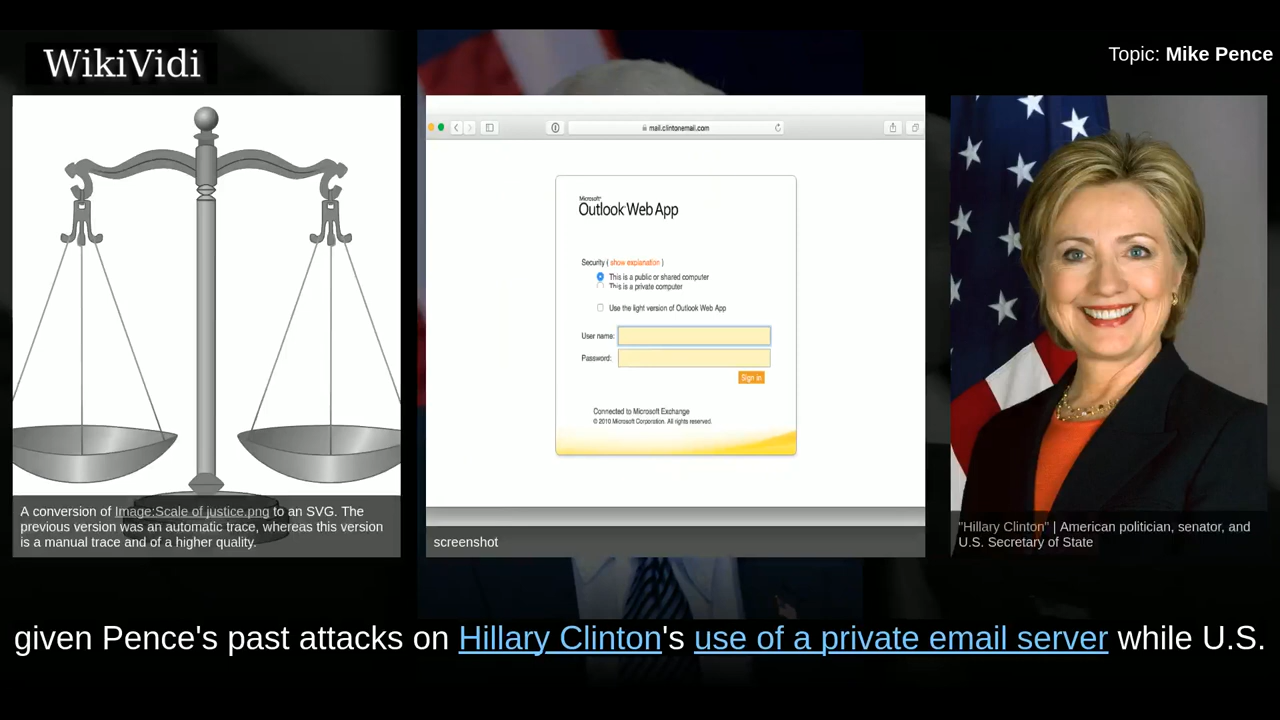 WikiVidi
Topic: Mike Pence
mail.clintonemail.com
Microsoft
Outlook Web App
Security ( show explanation )
This is a public or shared computer
This is a private computer
Use the light version of Outlook Web App
User name:
Password:
Sign in
Connected to Microsoft Exchange
© 2010 Microsoft Corporation. All rights reserved.
A conversion of Image:Scale of justice.png to an SVG. The
previous version was an automatic trace, whereas this version
is a manual trace and of a higher quality.
screenshot
"Hillary Clinton" | American politician, senator, and
U.S. Secretary of State
given Pence's past attacks on Hillary Clinton's use of a private email server while U.S.